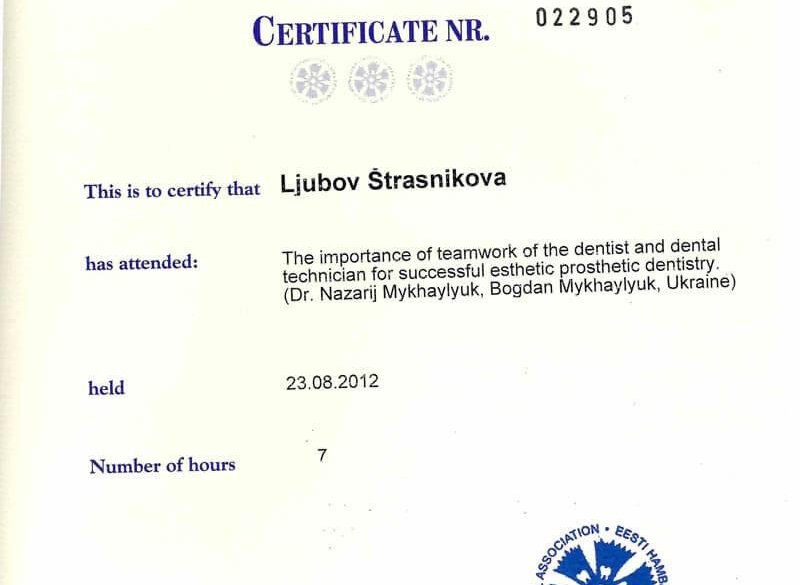 CERTIFICATE NR. 022905
This is to certify that Ljubov Štrasnikova
has attended: The importance of teamwork of the dentist and dental
technician for successful esthetic prosthetic dentistry.
(Dr. Nazarij Mykhaylyuk, Bogdan Mykhaylyuk, Ukraine)
held 23.08.2012
Number of hours 7
ASSOCIATION • EESTI HAMB